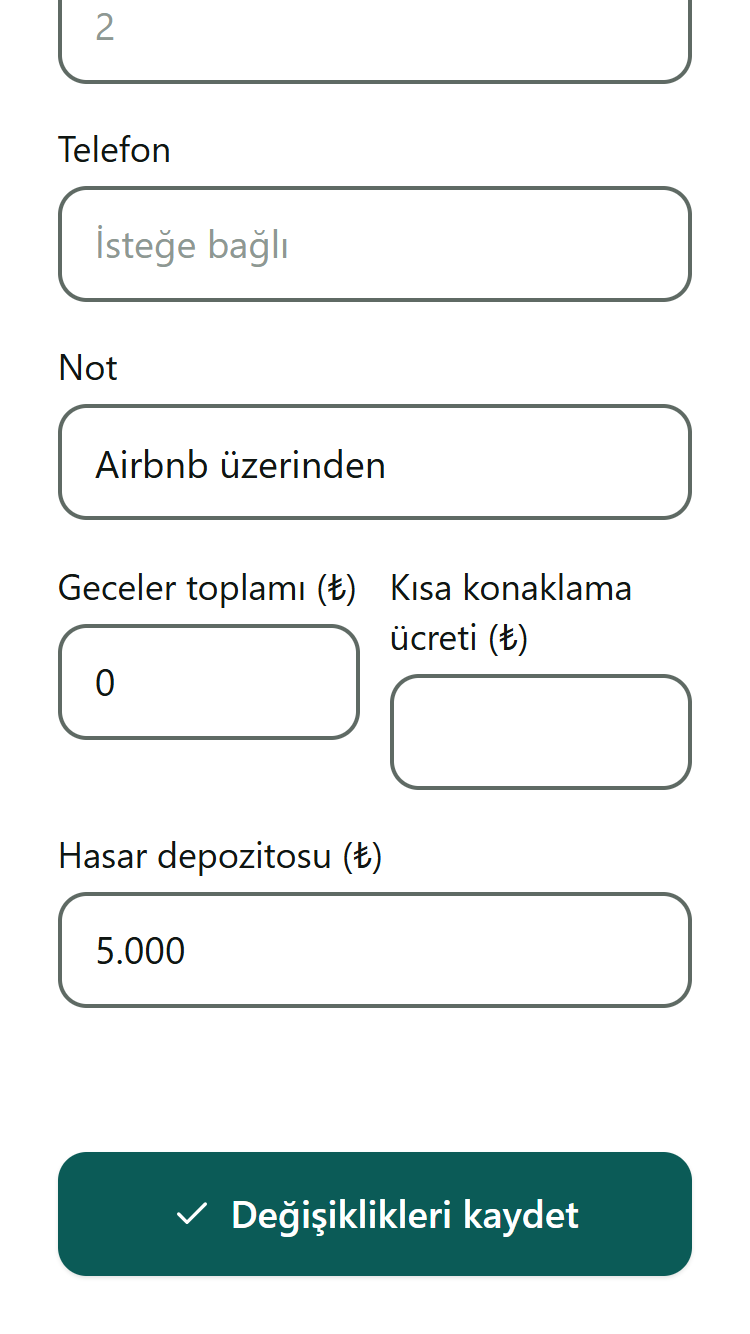 2
Telefon
İsteğe bağlı
Not
Airbnb üzerinden
Geceler toplamı (₺)
0
Kısa konaklama
ücreti (₺)
Hasar depozitosu (₺)
5.000
Değişiklikleri kaydet